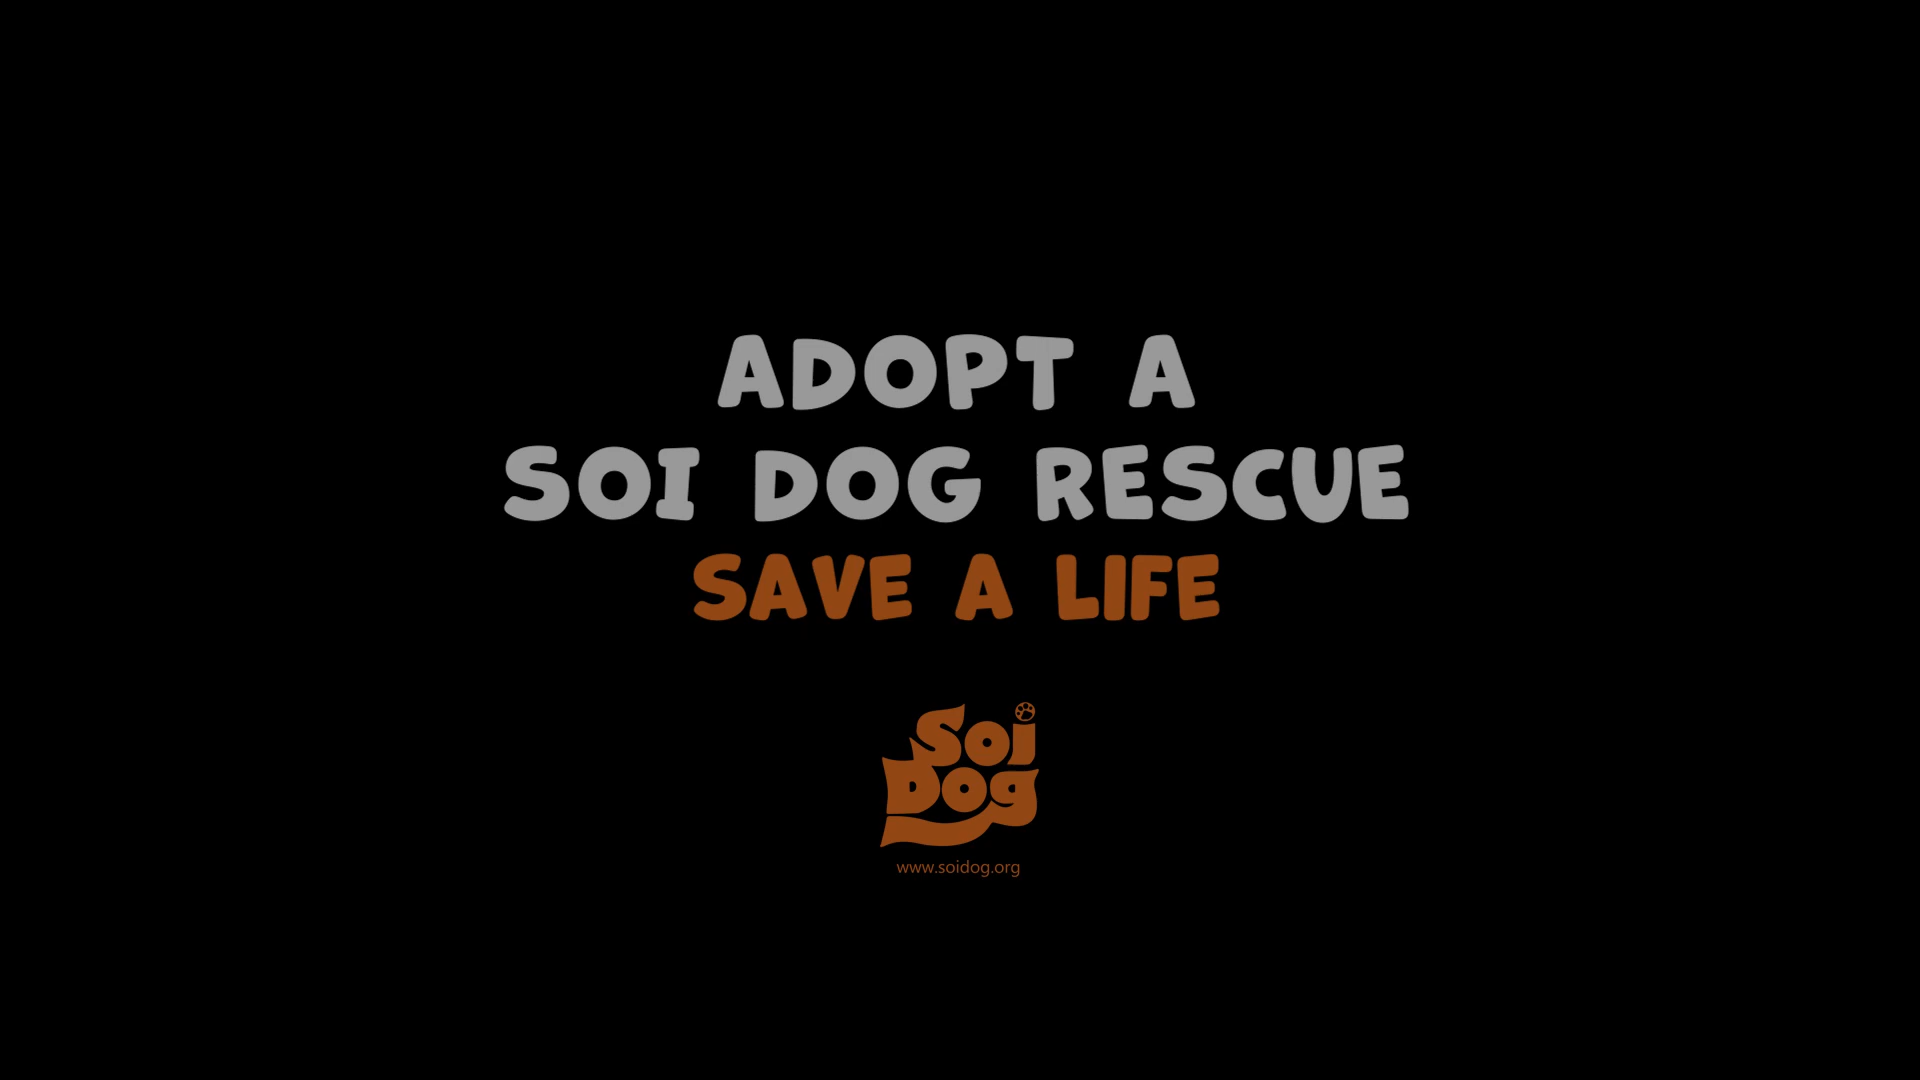 ADOPT A
SOI DOG RESCUE
SAVE A LIFE
Soi
Dog
www.soidog.org